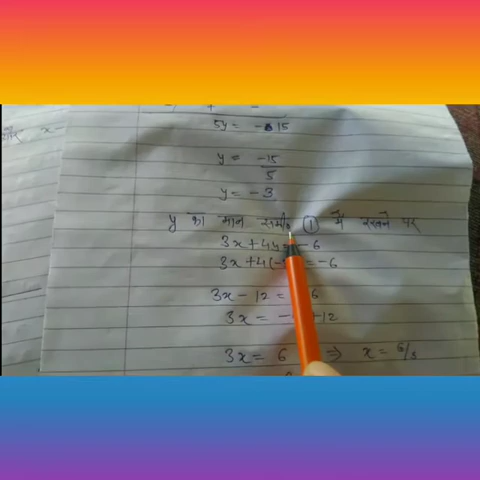 x -
5y = - 15
y = -15/5
y = - 3
y का मान समी० ① में रखने पर
3x + 4y = - 6
3x + 4(-3) = - 6
3x - 12 = 6
3x = - +12
3x = 6 ⇒ x = 6/3